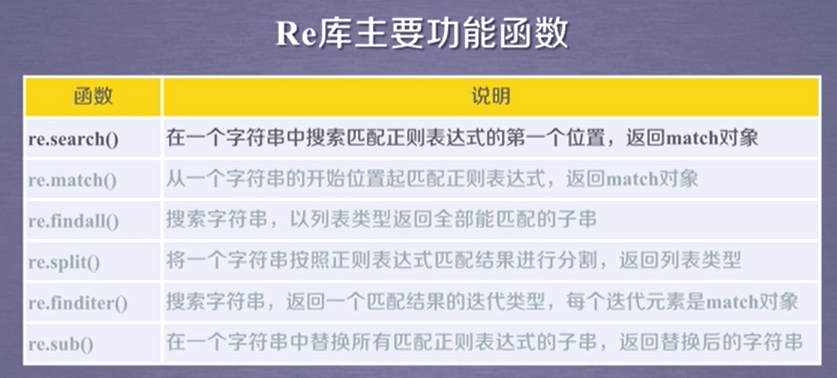 Re库主要功能函数
函数 说明
re.search() 在一个字符串中搜索匹配正则表达式的第一个位置，返回match对象
re.match() 从一个字符串的开始位置起匹配正则表达式，返回match对象
re.findall() 搜索字符串，以列表类型返回全部能匹配的子串
re.split() 将一个字符串按照正则表达式匹配结果进行分割，返回列表类型
re.finditer() 搜索字符串，返回一个匹配结果的迭代类型，每个迭代元素是match对象
re.sub() 在一个字符串中替换所有匹配正则表达式的子串，返回替换后的字符串